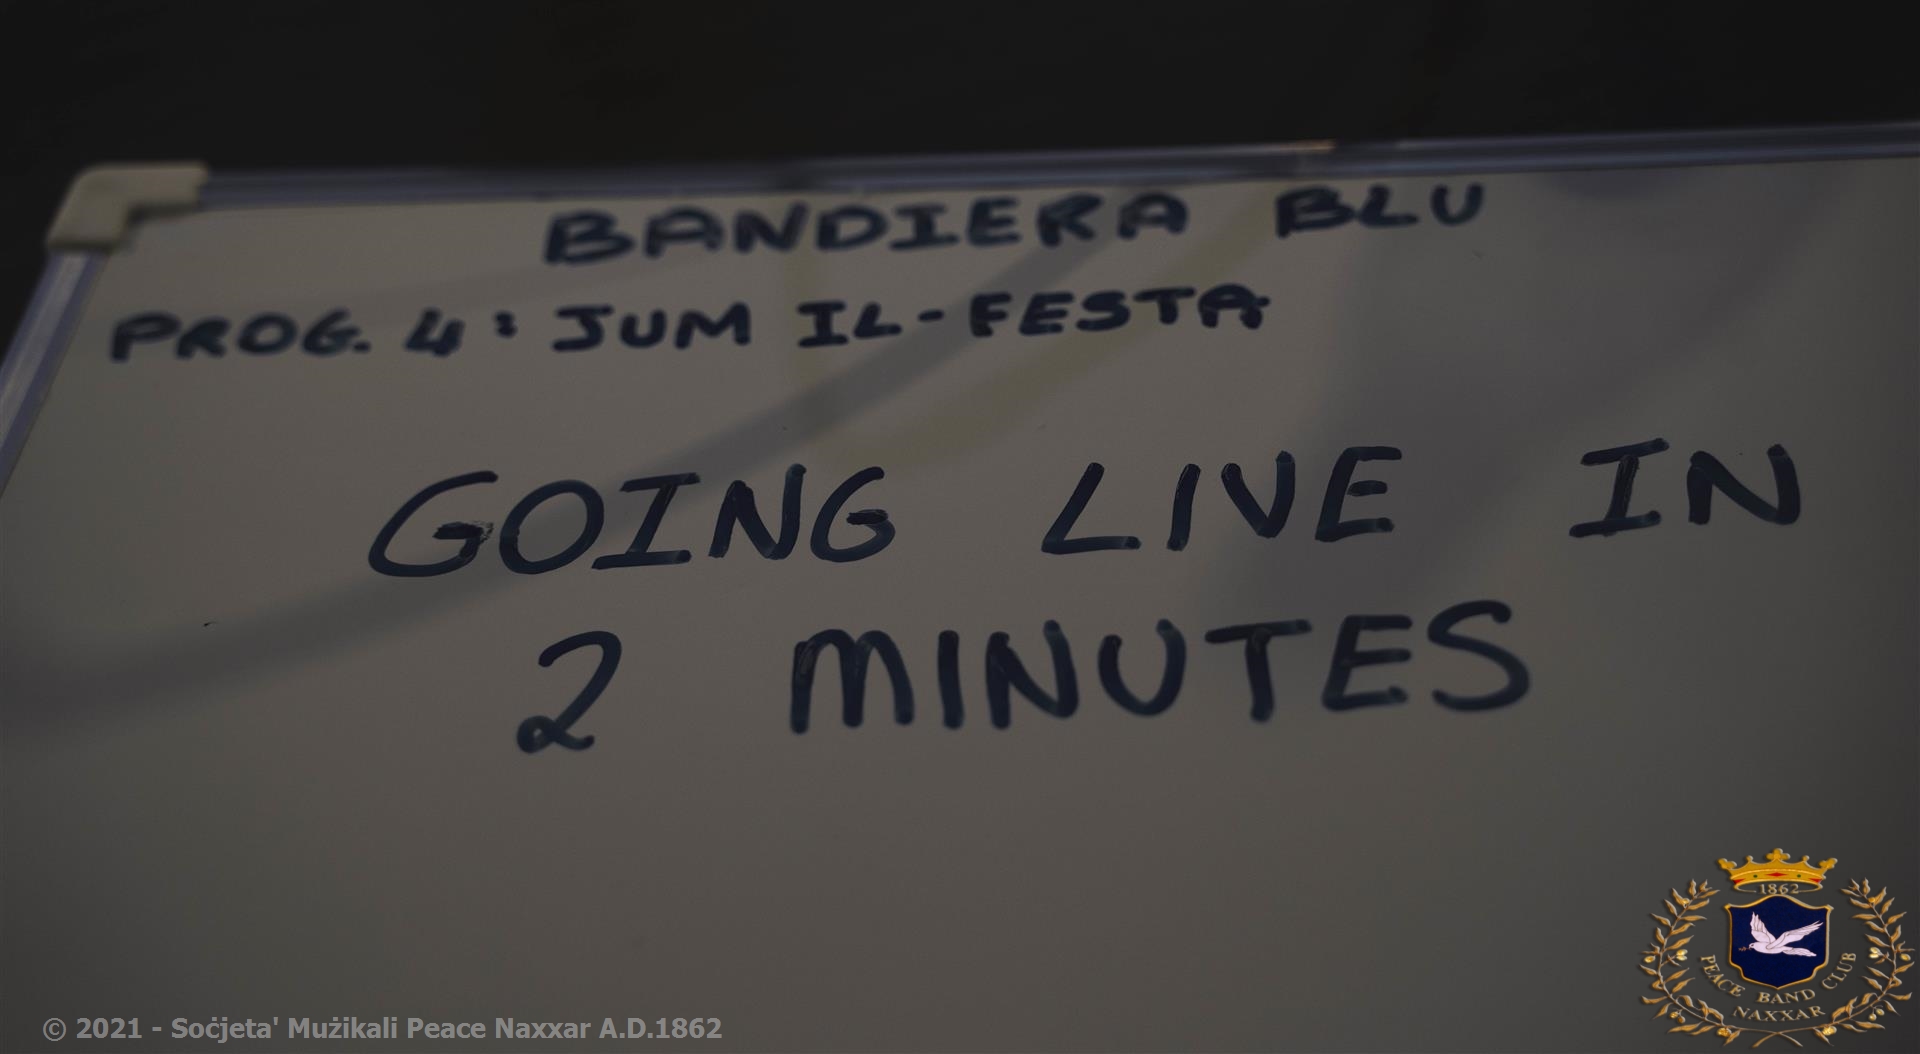 BANDIERA BLU
PROG. 4: JUM IL-FESTA
GOING LIVE IN
2 MINUTES
1862
PEACE BAND CLUB
NAXXAR
© 2021 - Soċjeta' Mużikali Peace Naxxar A.D.1862